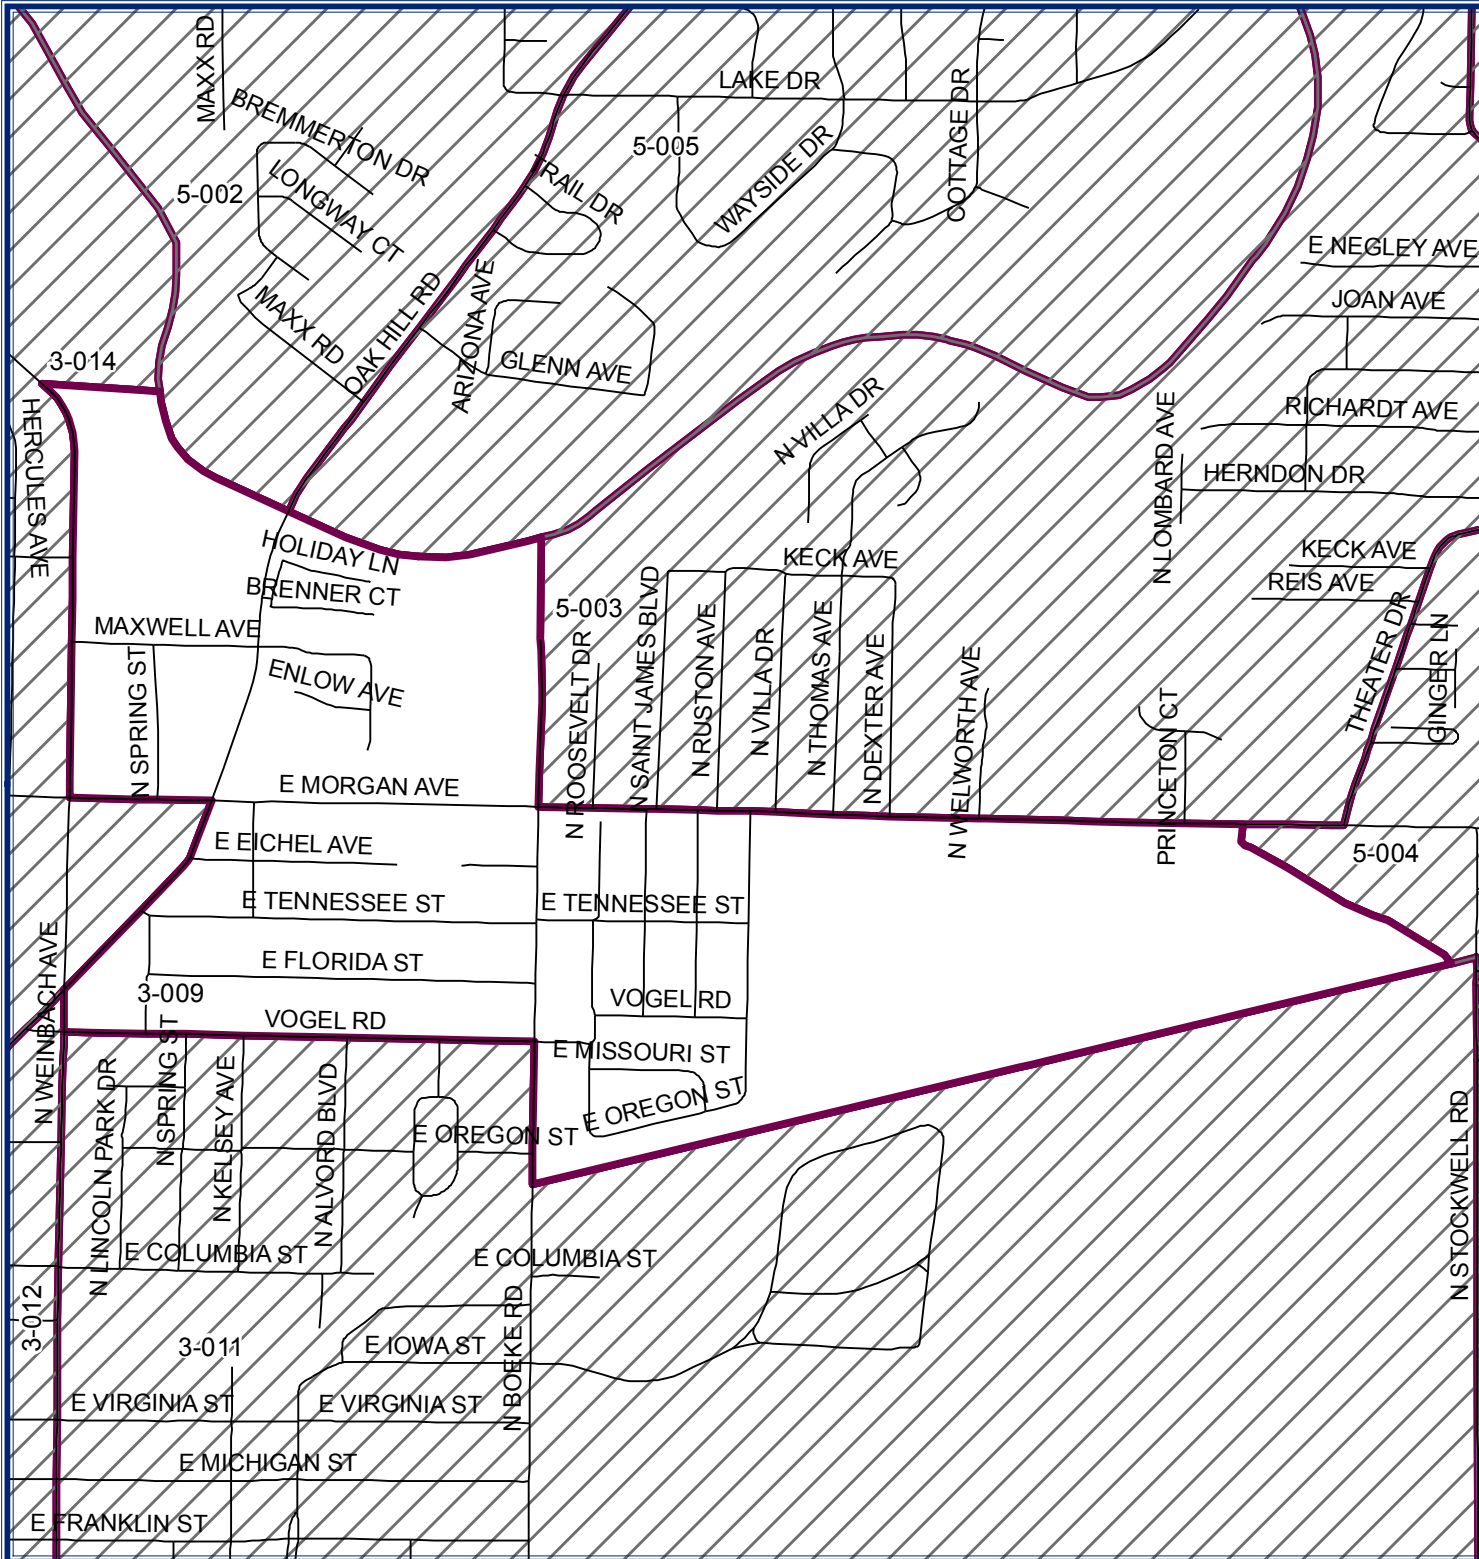 MAXX RD
LAKE DR
BREMMERTON DR
COTTAGE DR
5-005
WAYSIDE DR
5-002
LONGWAY CT
TRAIL DR
E NEGLEY AVE
MAXX RD
OAK HILL RD
ARIZONA AVE
JOAN AVE
3-014
GLENN AVE
HERCULES AVE
N VILLA DR
N LOMBARD AVE
RICHARDT AVE
HERNDON DR
HOLIDAY LN
KECK AVE
KECK AVE
BRENNER CT
REIS AVE
5-003
MAXWELL AVE
N SPRING ST
ENLOW AVE
N ROOSEVELT DR
N SAINT JAMES BLVD
N RUSTON AVE
N VILLA DR
N THOMAS AVE
N DEXTER AVE
N WELWORTH AVE
PRINCETON CT
THEATER DR
GINGER LN
E MORGAN AVE
E EICHEL AVE
5-004
E TENNESSEE ST
E TENNESSEE ST
E FLORIDA ST
N WEINBACH AVE
3-009
VOGEL RD
VOGEL RD
E MISSOURI ST
N LINCOLN PARK DR
N SPRING ST
N KELSEY AVE
N ALVORD BLVD
E OREGON ST
E OREGON ST
N STOCKWELL RD
E COLUMBIA ST
E COLUMBIA ST
3-012
3-011
E IOWA ST
N BOEKE RD
E VIRGINIA ST
E VIRGINIA ST
E MICHIGAN ST
E FRANKLIN ST